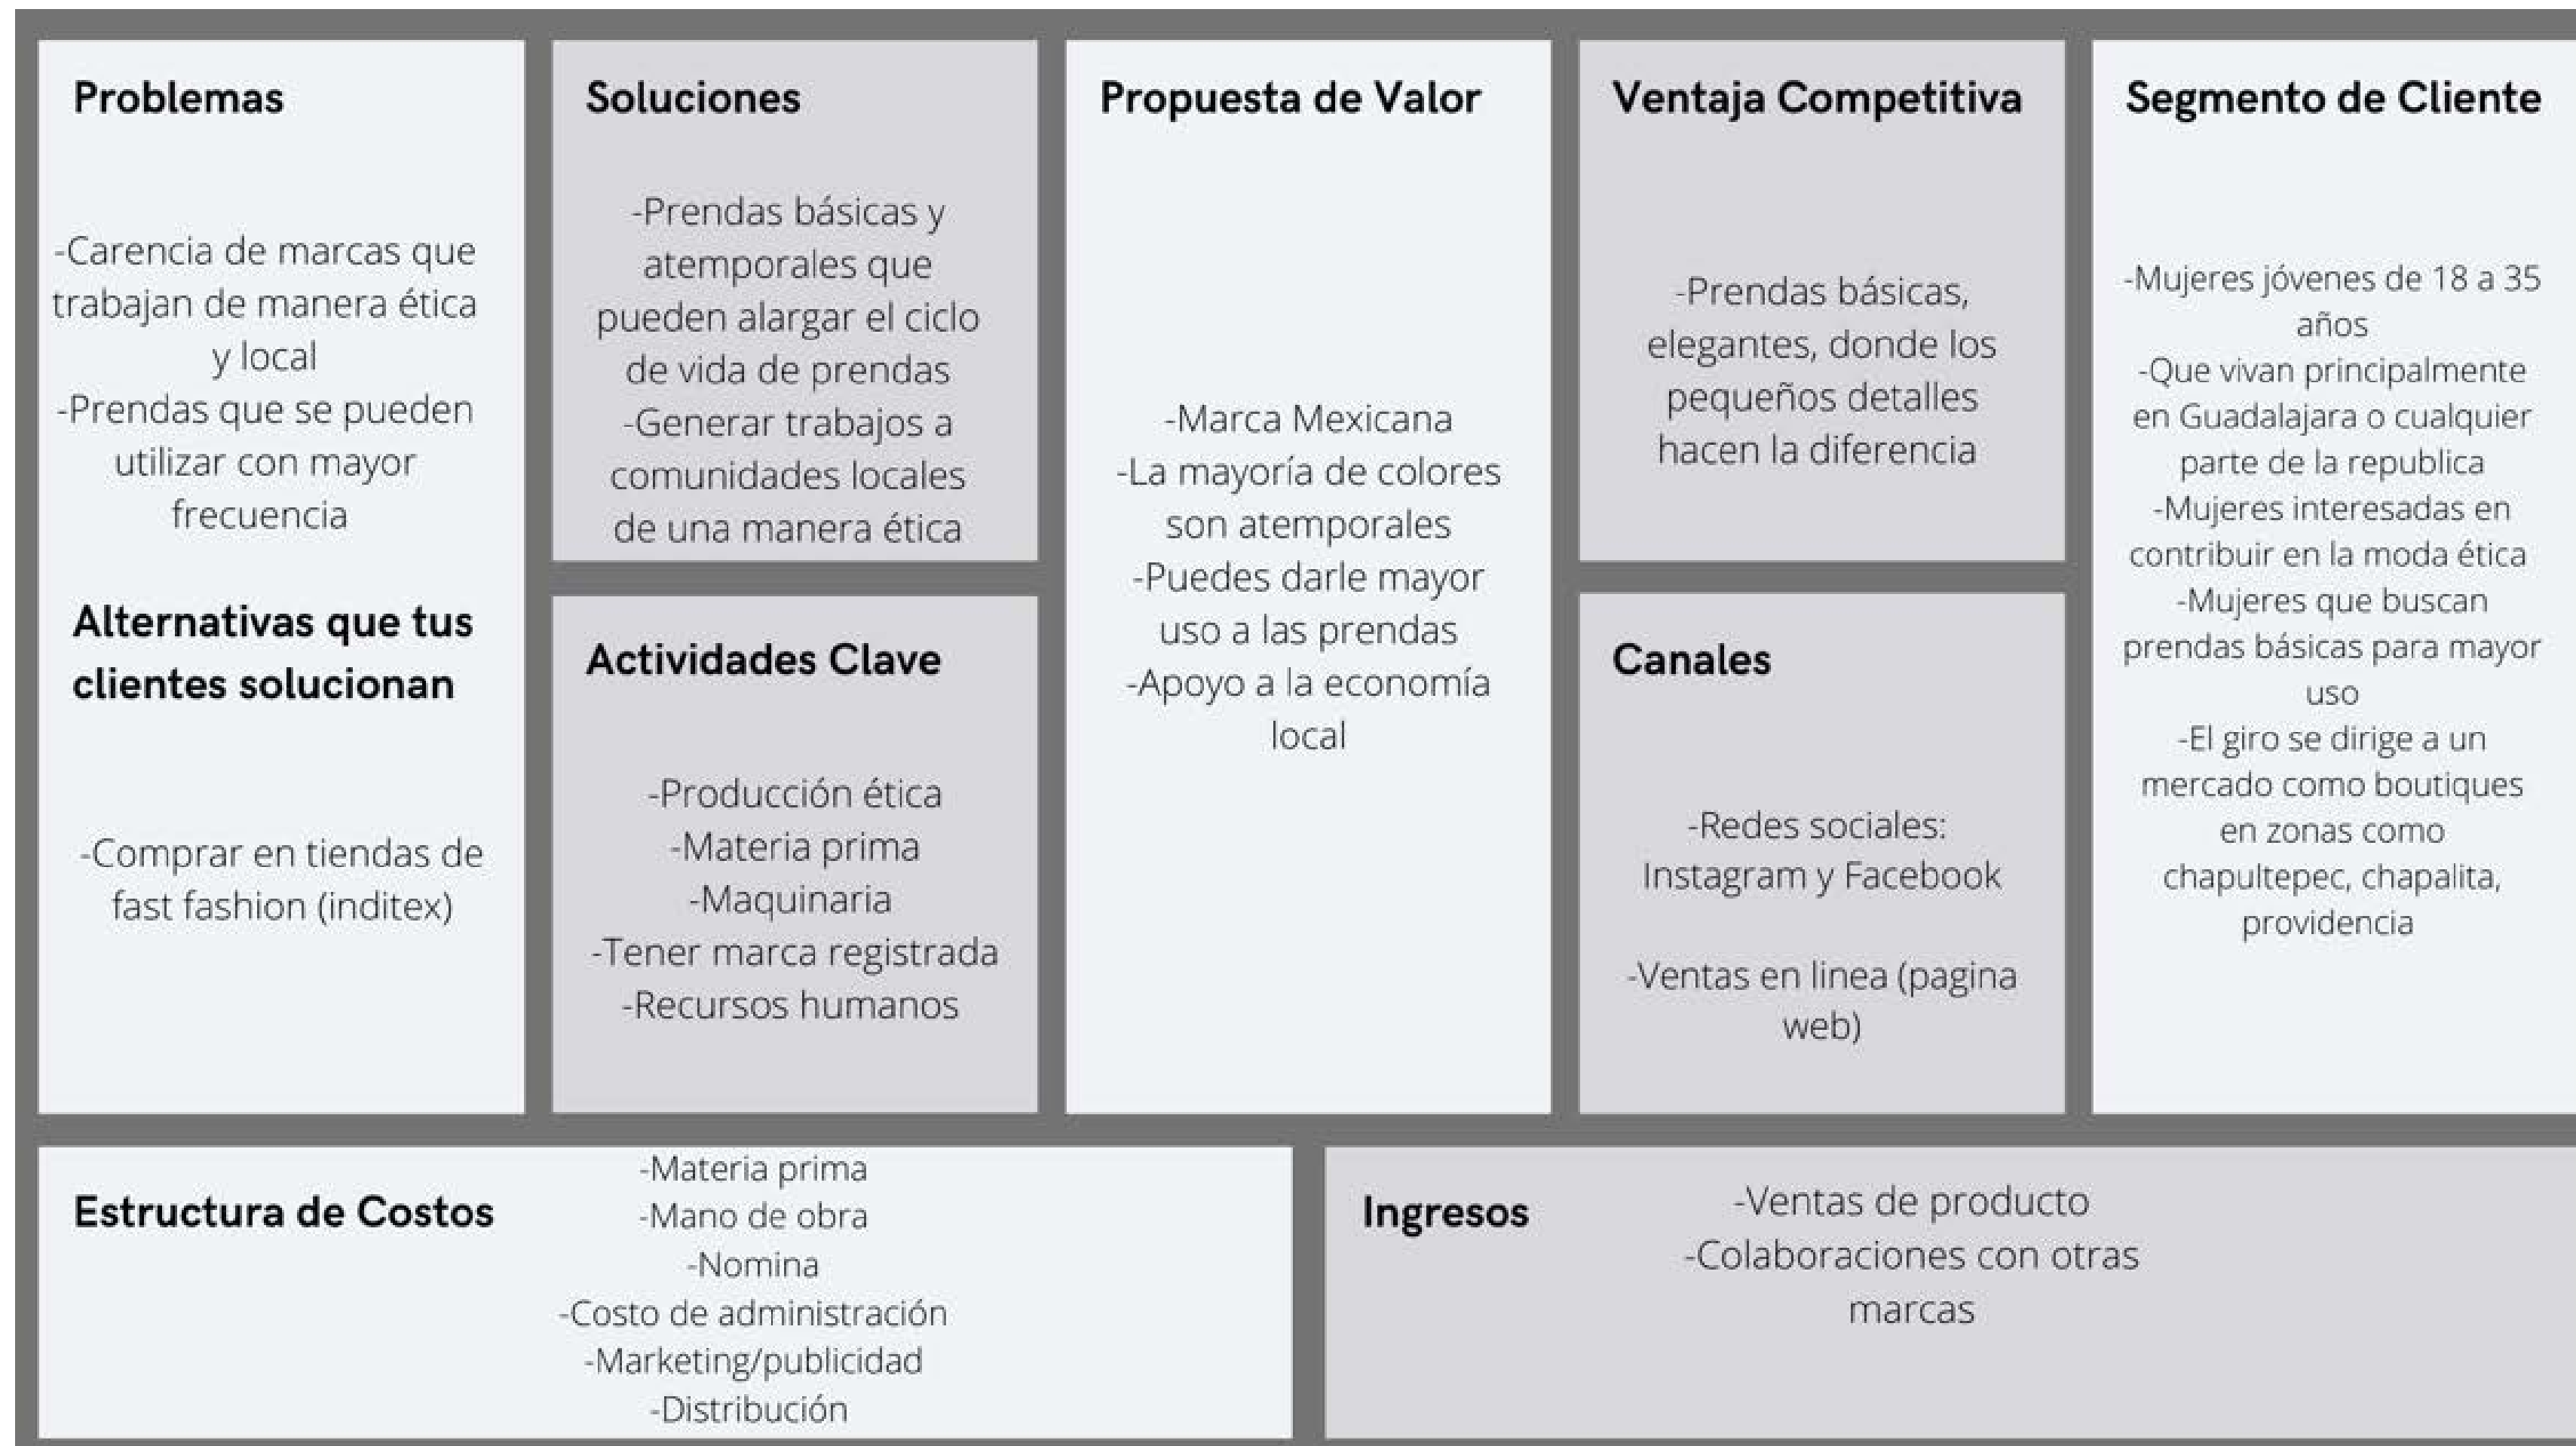 Problemas
-Carencia de marcas que
trabajan de manera ética
y local
-Prendas que se pueden
utilizar con mayor
frecuencia
Alternativas que tus
clientes solucionan
-Comprar en tiendas de
fast fashion (inditex)
Soluciones
-Prendas básicas y
atemporales que
pueden alargar el ciclo
de vida de prendas
-Generar trabajos a
comunidades locales
de una manera ética
Actividades Clave
-Producción ética
-Materia prima
-Maquinaria
-Tener marca registrada
-Recursos humanos
Propuesta de Valor
-Marca Mexicana
-La mayoría de colores
son atemporales
-Puedes darle mayor
uso a las prendas
-Apoyo a la economía
local
Ventaja Competitiva
-Prendas básicas,
elegantes, donde los
pequeños detalles
hacen la diferencia
Canales
-Redes sociales:
Instagram y Facebook
-Ventas en linea (pagina
web)
Segmento de Cliente
-Mujeres jóvenes de 18 a 35
años
-Que vivan principalmente
en Guadalajara o cualquier
parte de la republica
-Mujeres interesadas en
contribuir en la moda ética
-Mujeres que buscan
prendas básicas para mayor
uso
-El giro se dirige a un
mercado como boutiques
en zonas como
chapultepec, chapalita,
providencia
Estructura de Costos
-Materia prima
-Mano de obra
-Nomina
-Costo de administración
-Marketing/publicidad
-Distribución
Ingresos
-Ventas de producto
-Colaboraciones con otras
marcas